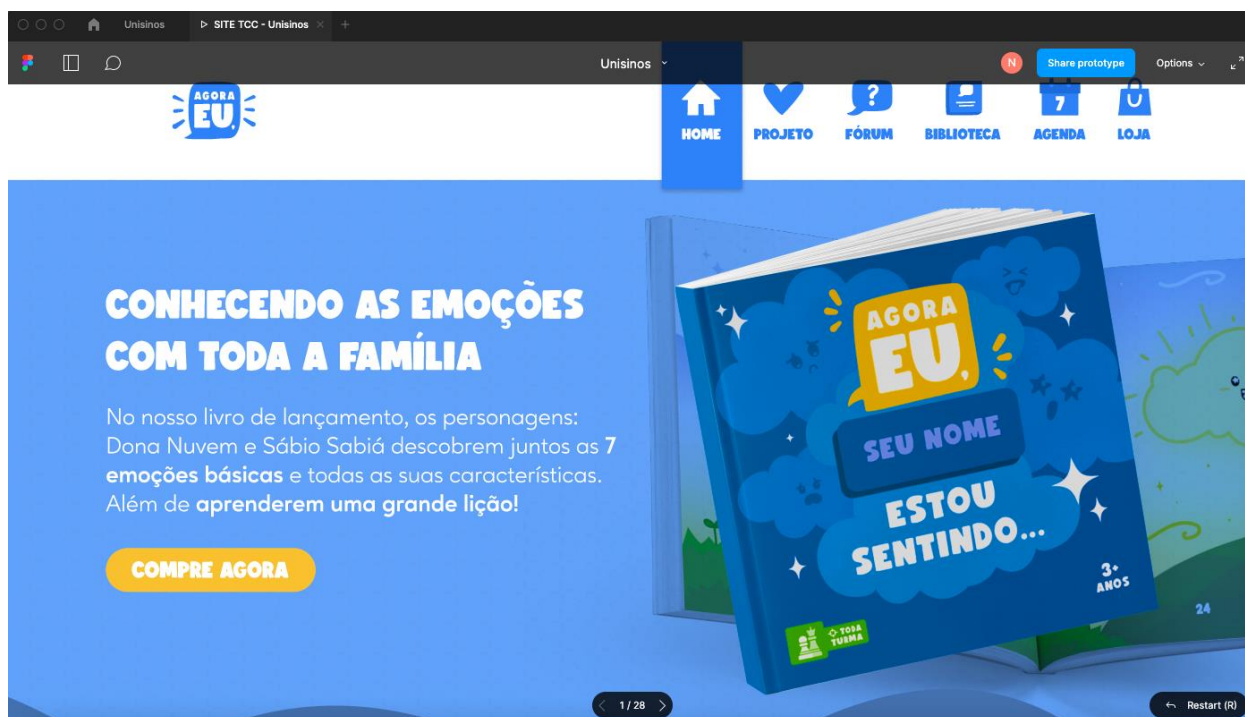 Unisinos
SITE TCC - Unisinos
Unisinos
N
Share prototype
Options
AGORA
EU,
HOME
PROJETO
?
FÓRUM
BIBLIOTECA
7
AGENDA
LOJA
CONHECENDO AS EMOÇÕES
COM TODA A FAMÍLIA
No nosso livro de lançamento, os personagens:
Dona Nuvem e Sábio Sabiá descobrem juntos as 7
emoções básicas e todas as suas características.
Além de aprenderem uma grande lição!
COMPRE AGORA
AGORA
EU,
SEU NOME
ESTOU
SENTINDO...
3+
ANOS
TODA
TURMA
24
1 / 28
Restart (R)